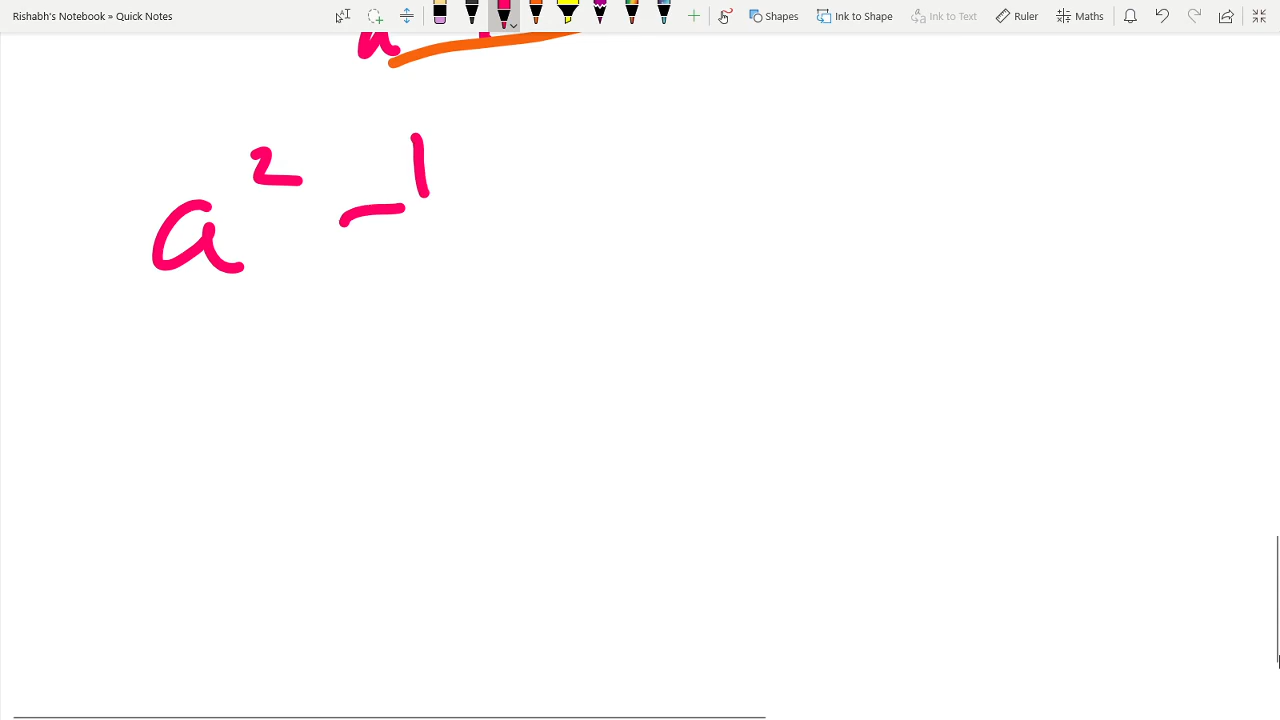 Rishabh's Notebook » Quick Notes
Shapes
Ink to Shape
Ink to Text
Ruler
Maths
a² - 1